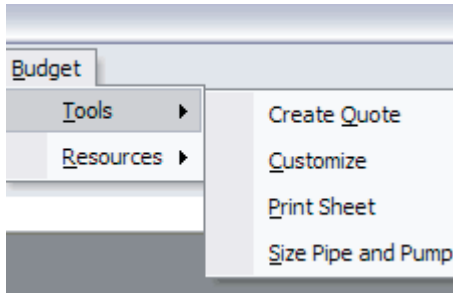 Budget
Tools
Resources
Create Quote
Customize
Print Sheet
Size Pipe and Pump